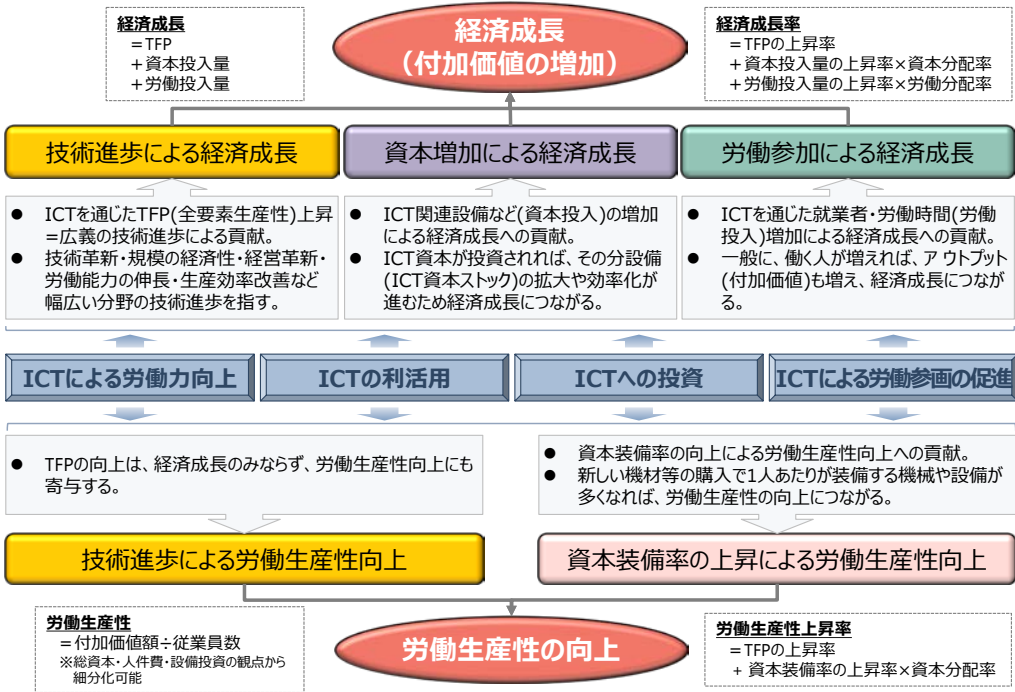 経済成長
＝TFP
＋資本投入量
＋労働投入量
経済成長
（付加価値の増加）
経済成長率
＝TFPの上昇率
＋資本投入量の上昇率×資本分配率
＋労働投入量の上昇率×労働分配率
技術進歩による経済成長
資本増加による経済成長
労働参加による経済成長
● ICTを通じたTFP(全要素生産性)上昇
＝広義の技術進歩による貢献。
● 技術革新・規模の経済性・経営革新・
労働能力の伸長・生産効率改善など
幅広い分野の技術進歩を指す。
● ICT関連設備など(資本投入)の増加
による経済成長への貢献。
● ICT資本が投資されれば、その分設備
(ICT資本ストック)の拡大や効率化が
進むため経済成長につながる。
● ICTを通じた就業者・労働時間(労働
投入)増加による経済成長への貢献。
● 一般に、働く人が増えれば、アウトプット
(付加価値)も増え、経済成長につなが
る。
ICTによる労働力向上
ICTの利活用
ICTへの投資
ICTによる労働参画の促進
● TFPの向上は、経済成長のみならず、労働生産性向上にも
寄与する。
● 資本装備率の向上による労働生産性向上への貢献。
● 新しい機材等の購入で1人あたりが装備する機械や設備が
多くなれば、労働生産性の向上につながる。
技術進歩による労働生産性向上
資本装備率の上昇による労働生産性向上
労働生産性
＝付加価値額÷従業員数
※総資本・人件費・設備投資の観点から
細分化可能
労働生産性の向上
労働生産性上昇率
＝TFPの上昇率
＋ 資本装備率の上昇率×資本分配率